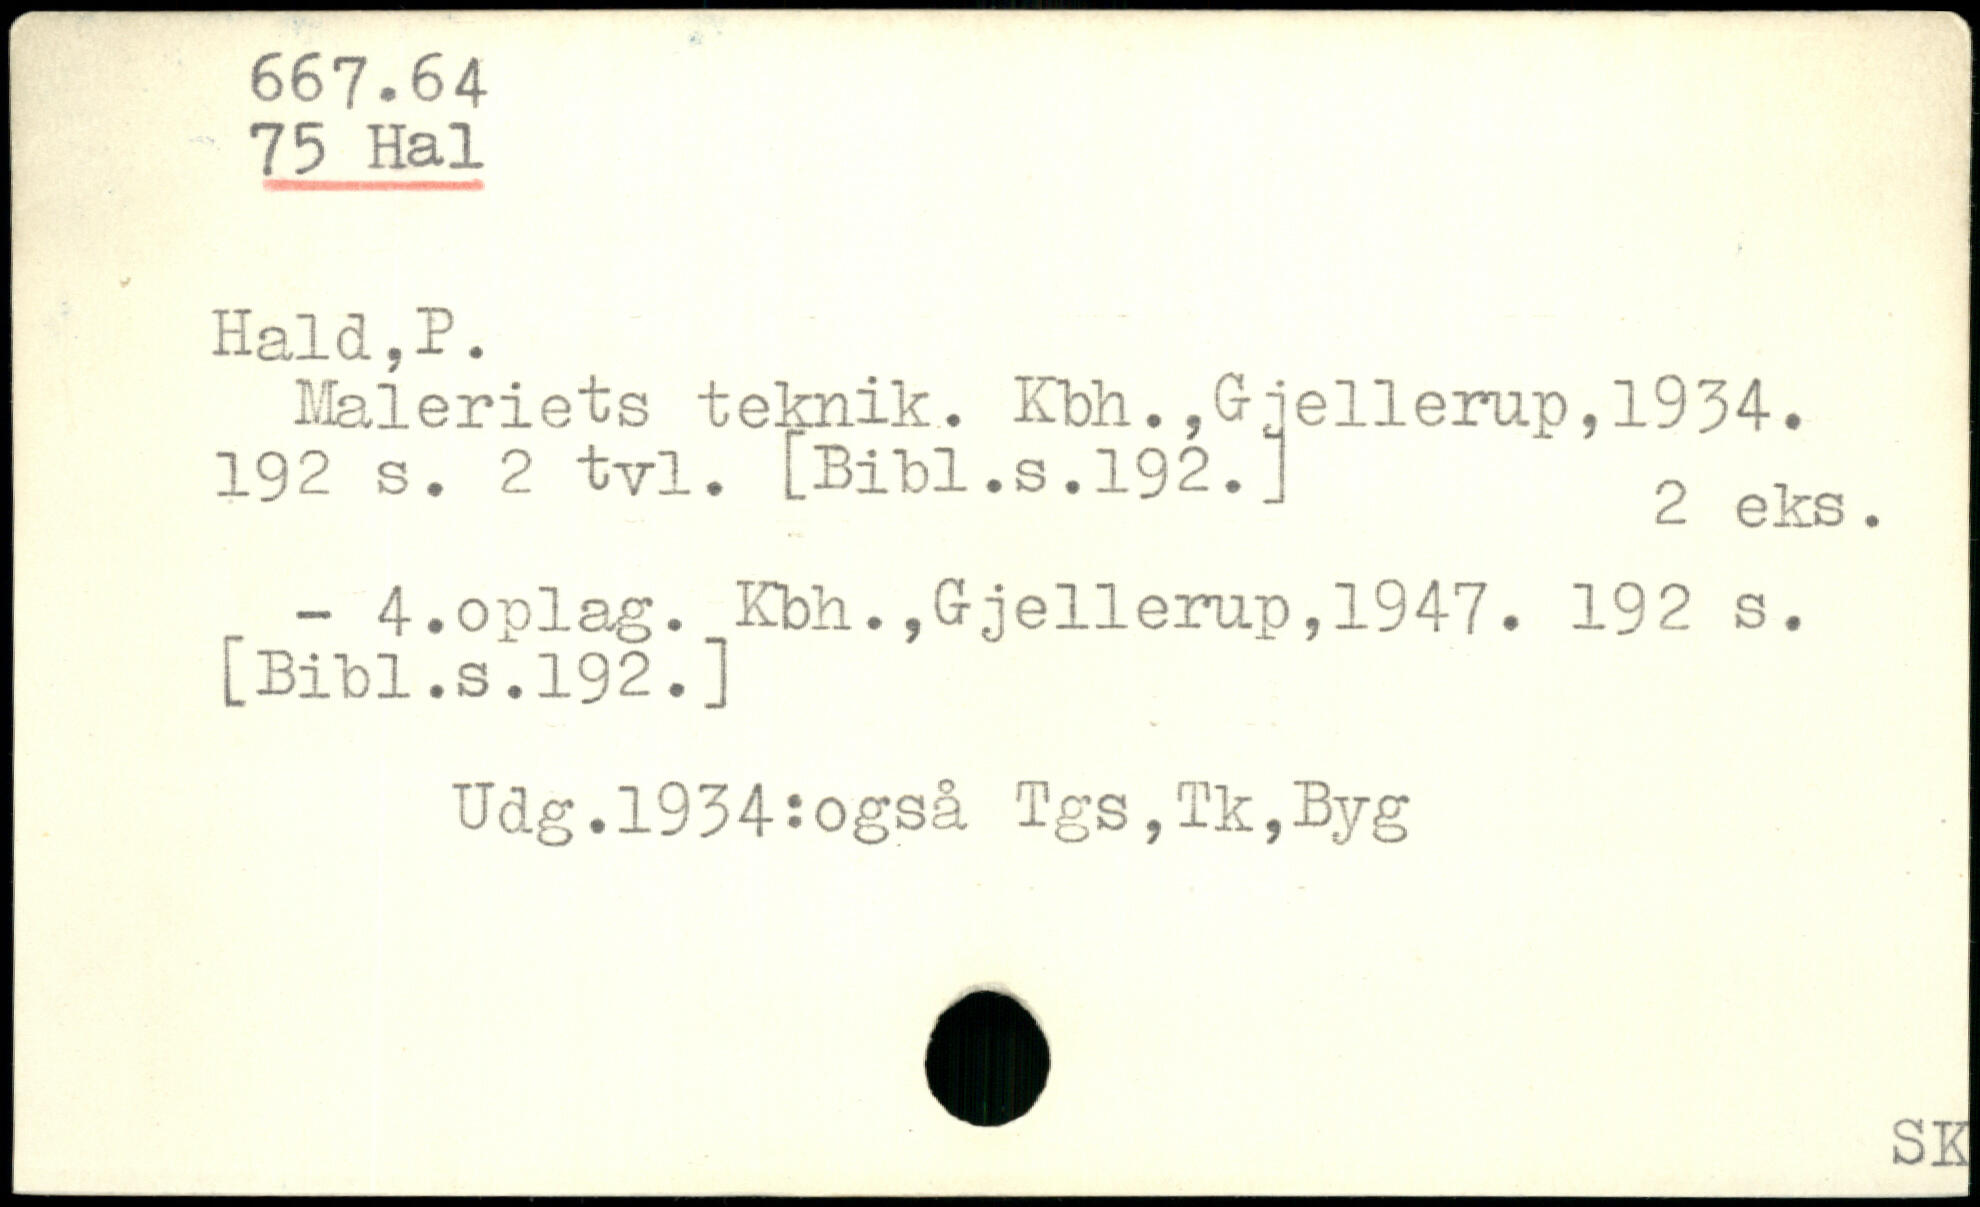 667.64
75 Hal
Hald,P.
Maleriets teknik. Kbh.,Gjellerup,1934.
192 s. 2 tvl. [Bibl.s.192.]
2 eks.
- 4.oplag. Kbh.,Gjellerup,1947. 192 s.
[Bibl.s.192.]
Udg.1934:også Tgs,Tk,Byg
SK